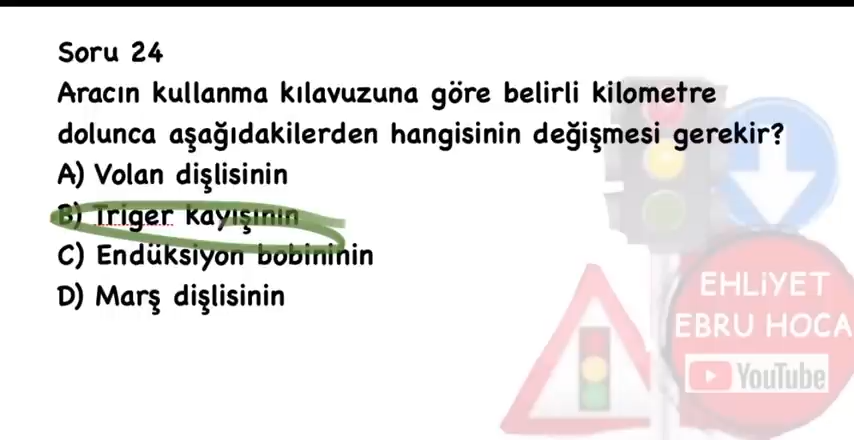 Soru 24
Aracın kullanma kılavuzuna göre belirli kilometre
dolunca aşağıdakilerden hangisinin değişmesi gerekir?
A) Volan dişlisinin
B) Triger kayışının
C) Endüksiyon bobininin
D) Marş dişlisinin
EHLİYET
EBRU HOCA
YouTube